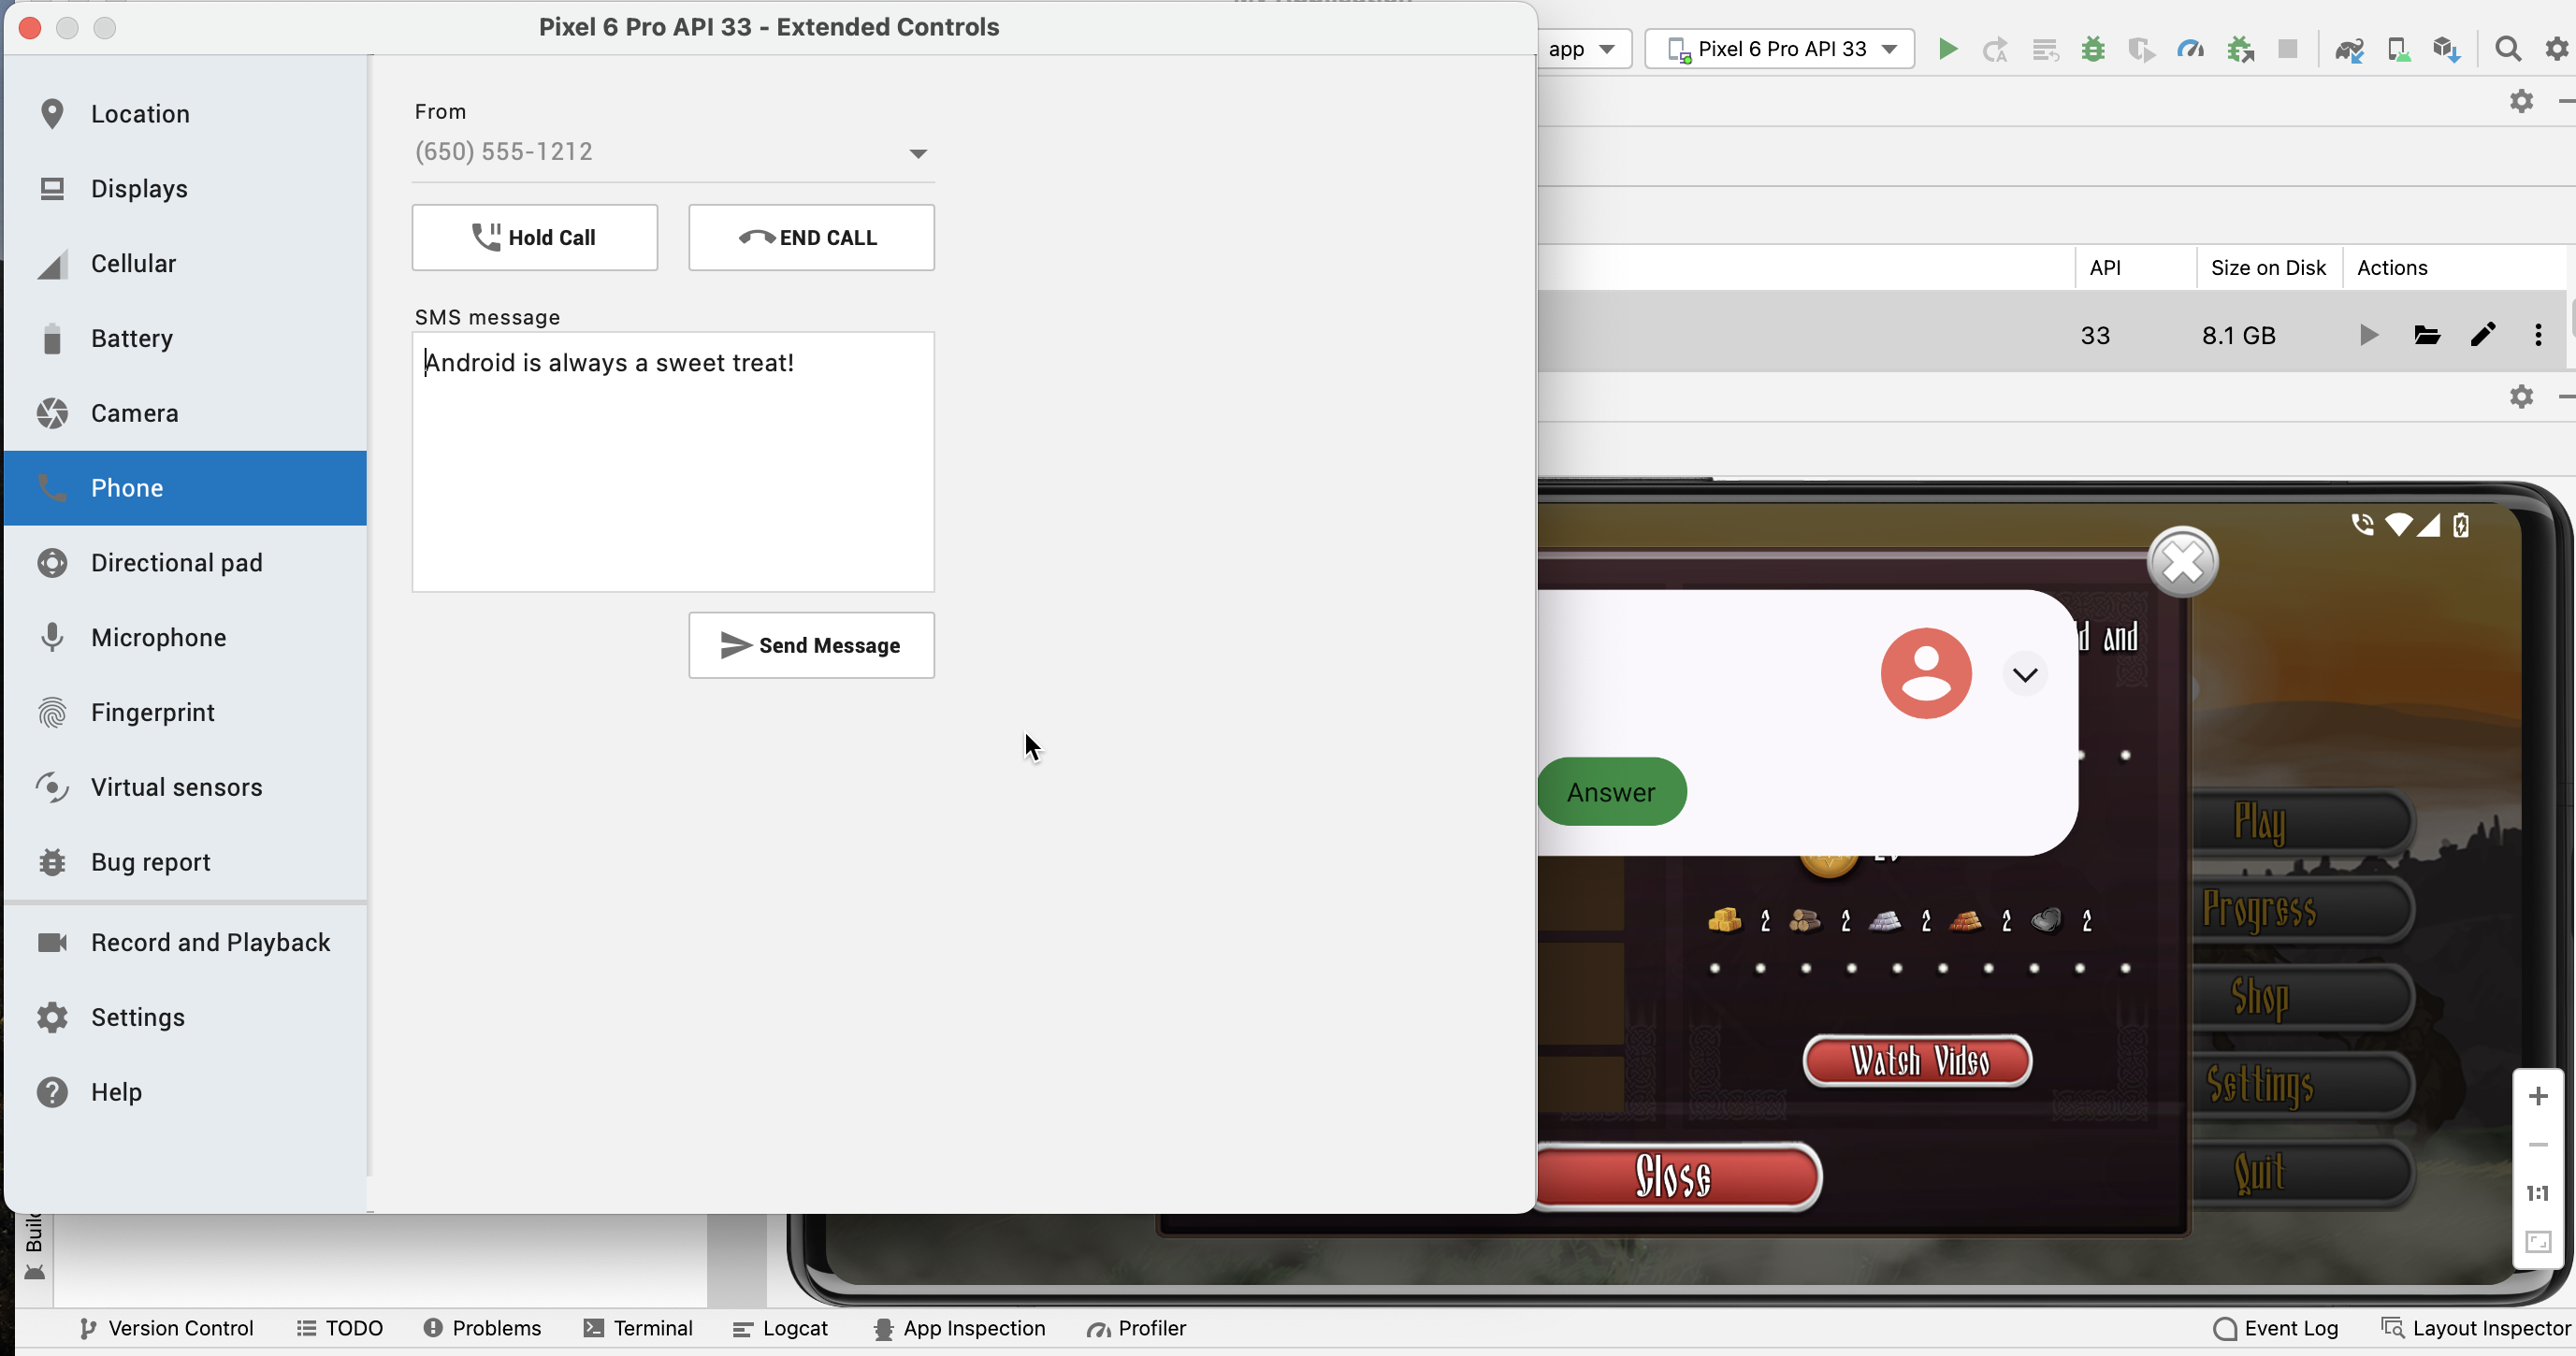 Pixel 6 Pro API 33 - Extended Controls
app
Pixel 6 Pro API 33
Location
Displays
Cellular
Battery
Camera
Phone
Directional pad
Microphone
Fingerprint
Virtual sensors
Bug report
Record and Playback
Settings
Help
From
(650) 555-1212
Hold Call
END CALL
SMS message
Android is always a sweet treat!
Send Message
API
Size on Disk
Actions
33
8.1 GB
and
Answer
2 2 2 2 2
Watch Video
Close
Play
Progress
Shop
Settings
Quit
1:1
Version Control
TODO
Problems
Terminal
Logcat
App Inspection
Profiler
Event Log
Layout Inspector